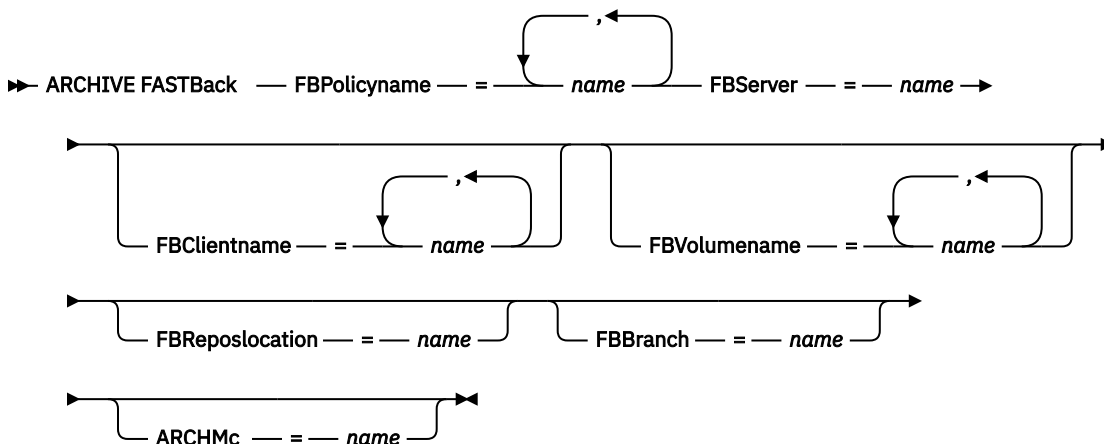 ,
ARCHIVE FASTBack FBPolicyname = name FBServer = name
, ,
FBClientname = name FBVolumename = name
FBReposlocation = name FBBranch = name
ARCHMc = name